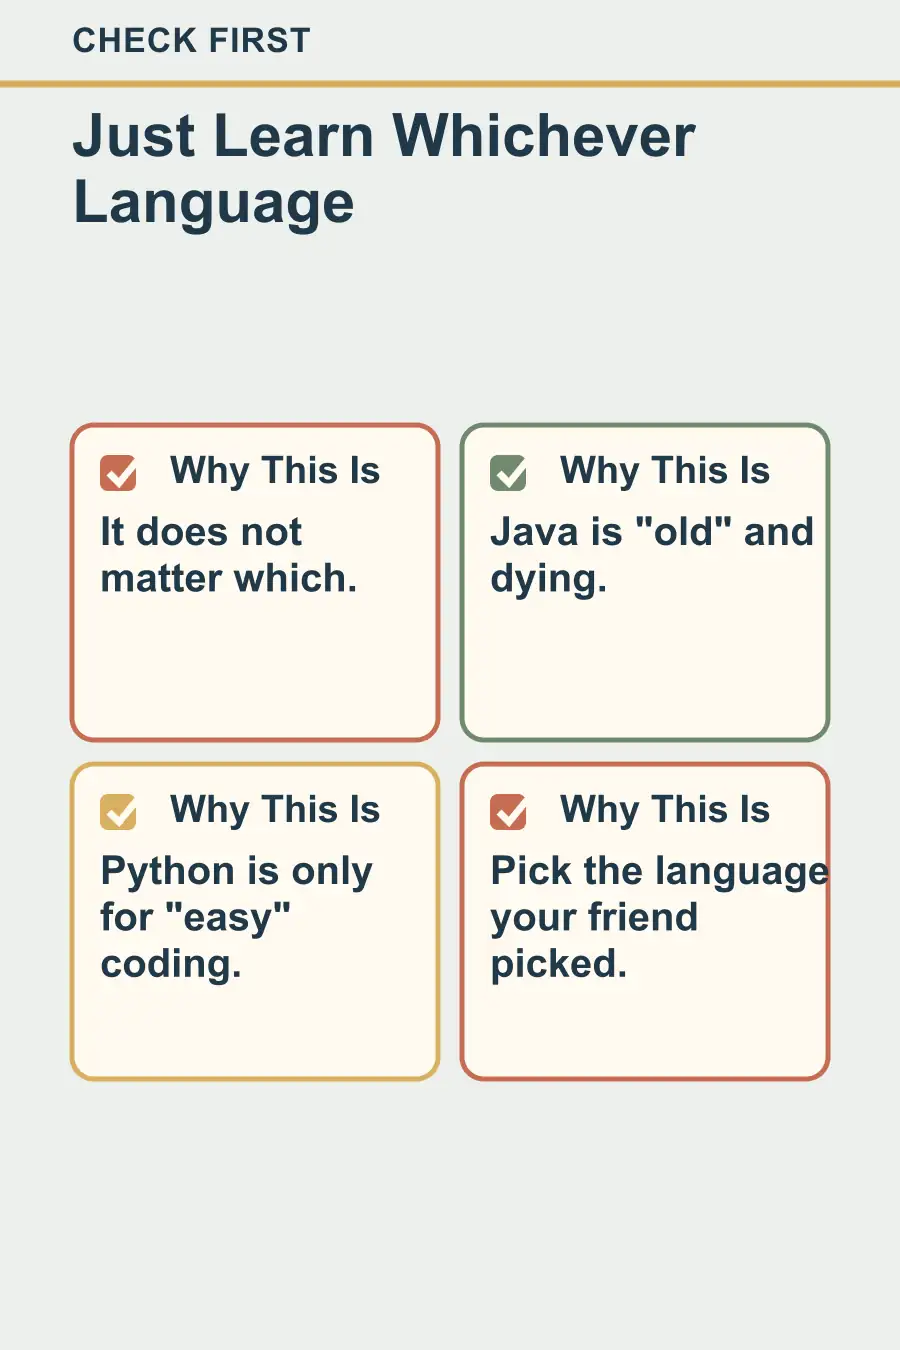 CHECK FIRST
Just Learn Whichever
Language
Why This Is
It does not
matter which.
Why This Is
Java is "old" and
dying.
Why This Is
Python is only
for "easy"
coding.
Why This Is
Pick the language
your friend
picked.